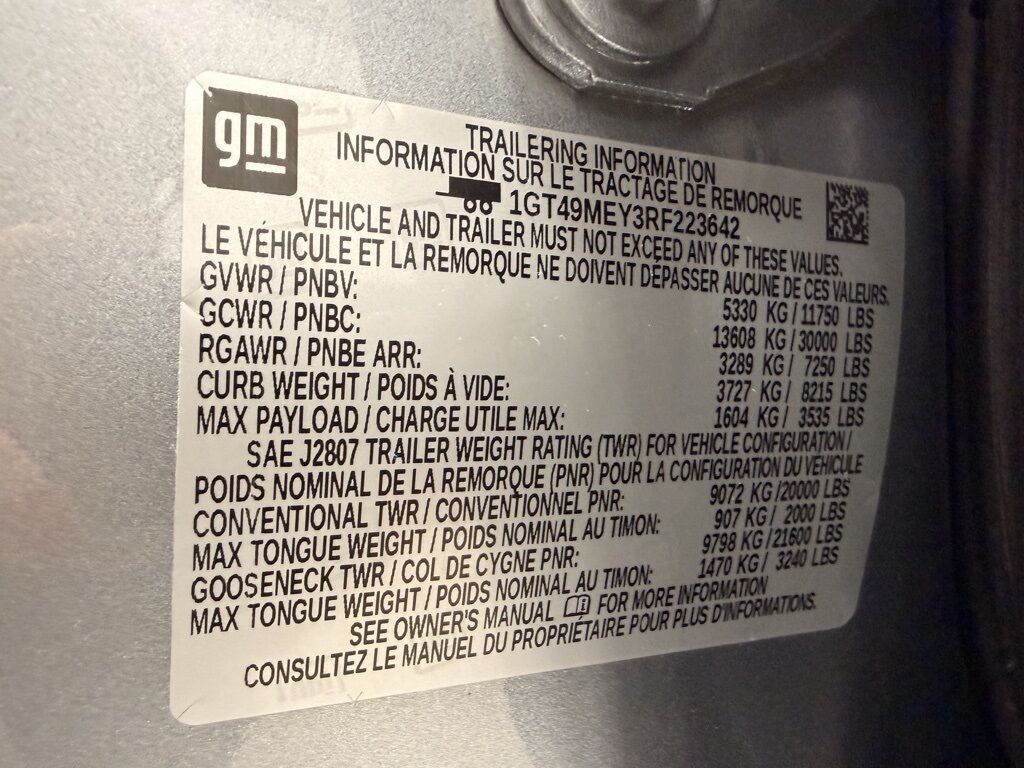 gm
TRAILERING INFORMATION
INFORMATION SUR LE TRACTAGE DE REMORQUE
1GT49MEY3RF223642
VEHICLE AND TRAILER MUST NOT EXCEED ANY OF THESE VALUES.
LE VÉHICULE ET LA REMORQUE NE DOIVENT DÉPASSER AUCUNE DE CES VALEURS.
GVWR / PNBV: 5330 KG / 11750 LBS
GCWR / PNBC: 13608 KG / 30000 LBS
RGAWR / PNBE ARR: 3289 KG / 7250 LBS
CURB WEIGHT / POIDS À VIDE: 3727 KG / 8215 LBS
MAX PAYLOAD / CHARGE UTILE MAX: 1604 KG / 3535 LBS
SAE J2807 TRAILER WEIGHT RATING (TWR) FOR VEHICLE CONFIGURATION /
POIDS NOMINAL DE LA REMORQUE (PNR) POUR LA CONFIGURATION DU VÉHICULE
CONVENTIONAL TWR / CONVENTIONNEL PNR: 9072 KG /20000 LBS
MAX TONGUE WEIGHT / POIDS NOMINAL AU TIMON: 907 KG / 2000 LBS
GOOSENECK TWR / COL DE CYGNE PNR: 9798 KG /21600 LBS
MAX TONGUE WEIGHT / POIDS NOMINAL AU TIMON: 1470 KG / 3240 LBS
SEE OWNER'S MANUAL FOR MORE INFORMATION
CONSULTEZ LE MANUEL DU PROPRIÉTAIRE POUR PLUS D'INFORMATIONS.